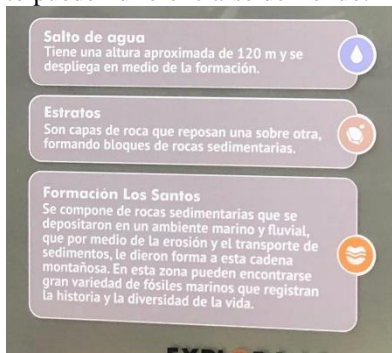 Salto de agua
Tiene una altura aproximada de 120 m y se
despliega en medio de la formación.
Estratos
Son capas de roca que reposan una sobre otra,
formando bloques de rocas sedimentarias.
Formación Los Santos
Se compone de rocas sedimentarias que se
depositaron en un ambiente marino y fluvial,
que por medio de la erosión y el transporte de
sedimentos, le dieron forma a esta cadena
montañosa. En esta zona pueden encontrarse
gran variedad de fósiles marinos que registran
la historia y la diversidad de la vida.